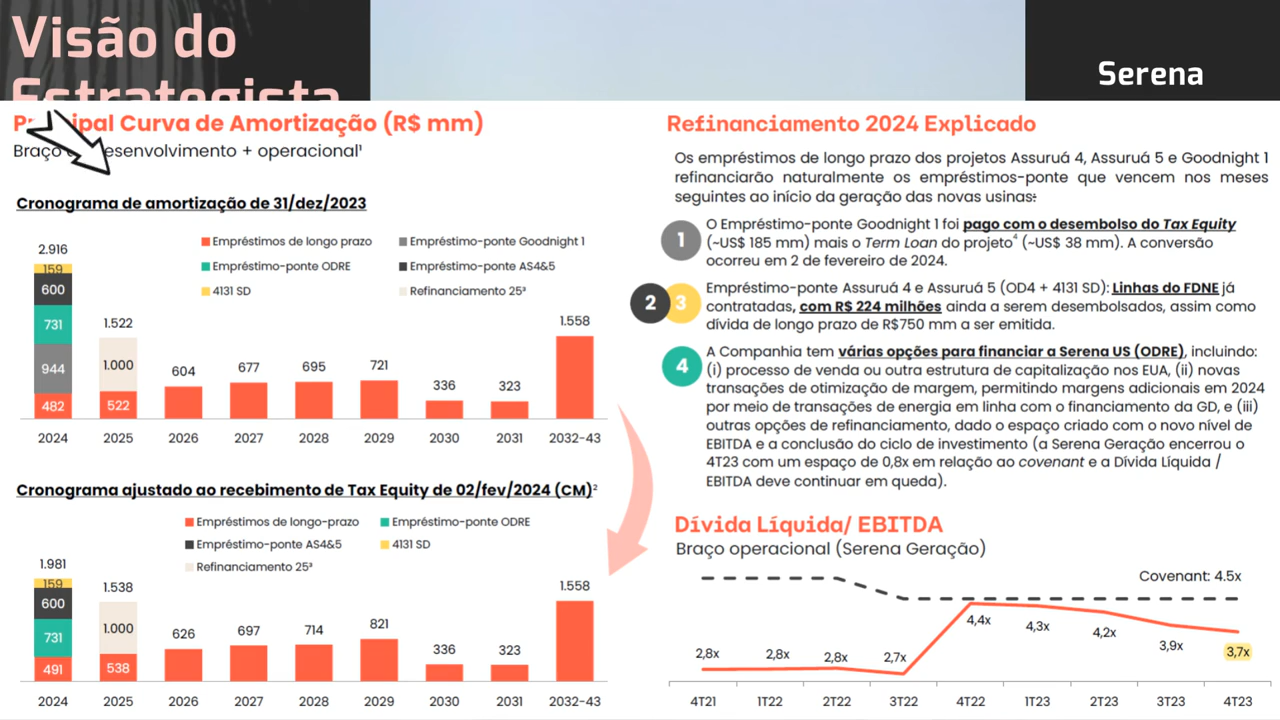 Visão do
Estrategista
Serena
Principal Curva de Amortização (R$ mm)
Braço desenvolvimento + operacional¹
Cronograma de amortização de 31/dez/2023
Empréstimos de longo prazo
Empréstimo-ponte Goodnight 1
Empréstimo-ponte ODRE
Empréstimo-ponte AS4&5
4131 SD
Refinanciamento 25³
2.916
159
600
731
944
482
1.522
1.000
522
604
677
695
721
336
323
1.558
2024
2025
2026
2027
2028
2029
2030
2031
2032-43
Cronograma ajustado ao recebimento de Tax Equity de 02/fev/2024 (CM)²
Empréstimos de longo-prazo
Empréstimo-ponte ODRE
Empréstimo-ponte AS4&5
4131 SD
Refinanciamento 25³
1.981
159
600
731
491
1.538
1.000
538
626
697
714
821
336
323
1.558
2024
2025
2026
2027
2028
2029
2030
2031
2032-43
Refinanciamento 2024 Explicado
Os empréstimos de longo prazo dos projetos Assuruá 4, Assuruá 5 e Goodnight 1
refinanciarão naturalmente os empréstimos-ponte que vencem nos meses
seguintes ao início da geração das novas usinas:
1
O Empréstimo-ponte Goodnight 1 foi pago com o desembolso do Tax Equity
(~US$ 185 mm) mais o Term Loan do projeto⁴ (~US$ 38 mm). A conversão
ocorreu em 2 de fevereiro de 2024.
2 3
Empréstimo-ponte Assuruá 4 e Assuruá 5 (OD4 + 4131 SD): Linhas do FDNE já
contratadas, com R$ 224 milhões ainda a serem desembolsados, assim como
dívida de longo prazo de R$750 mm a ser emitida.
4
A Companhia tem várias opções para financiar a Serena US (ODRE), incluindo:
(i) processo de venda ou outra estrutura de capitalização nos EUA, (ii) novas
transações de otimização de margem, permitindo margens adicionais em 2024
por meio de transações de energia em linha com o financiamento da GD, e (iii)
outras opções de refinanciamento, dado o espaço criado com o novo nível de
EBITDA e a conclusão do ciclo de investimento (a Serena Geração encerrou o
4T23 com um espaço de 0,8x em relação ao covenant e a Dívida Líquida /
EBITDA deve continuar em queda).
Dívida Líquida/ EBITDA
Braço operacional (Serena Geração)
Covenant: 4.5x
2,8x
2,8x
2,8x
2,7x
4,4x
4,3x
4,2x
3,9x
3,7x
4T21
1T22
2T22
3T22
4T22
1T23
2T23
3T23
4T23